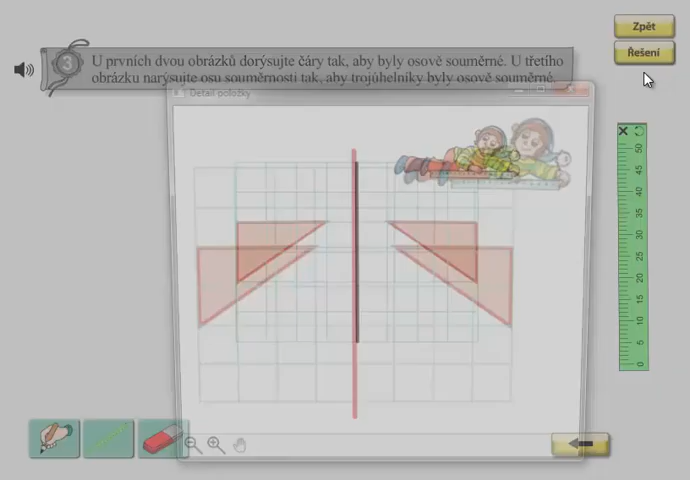 Zpět
Řešení
3
U prvních dvou obrázků dorýsujte čáry tak, aby byly osově souměrné. U třetího
obrázku narýsujte osu souměrnosti tak, aby trojúhelníky byly osově souměrné.
Detail položky
50
45
40
35
30
25
20
15
10
5
0